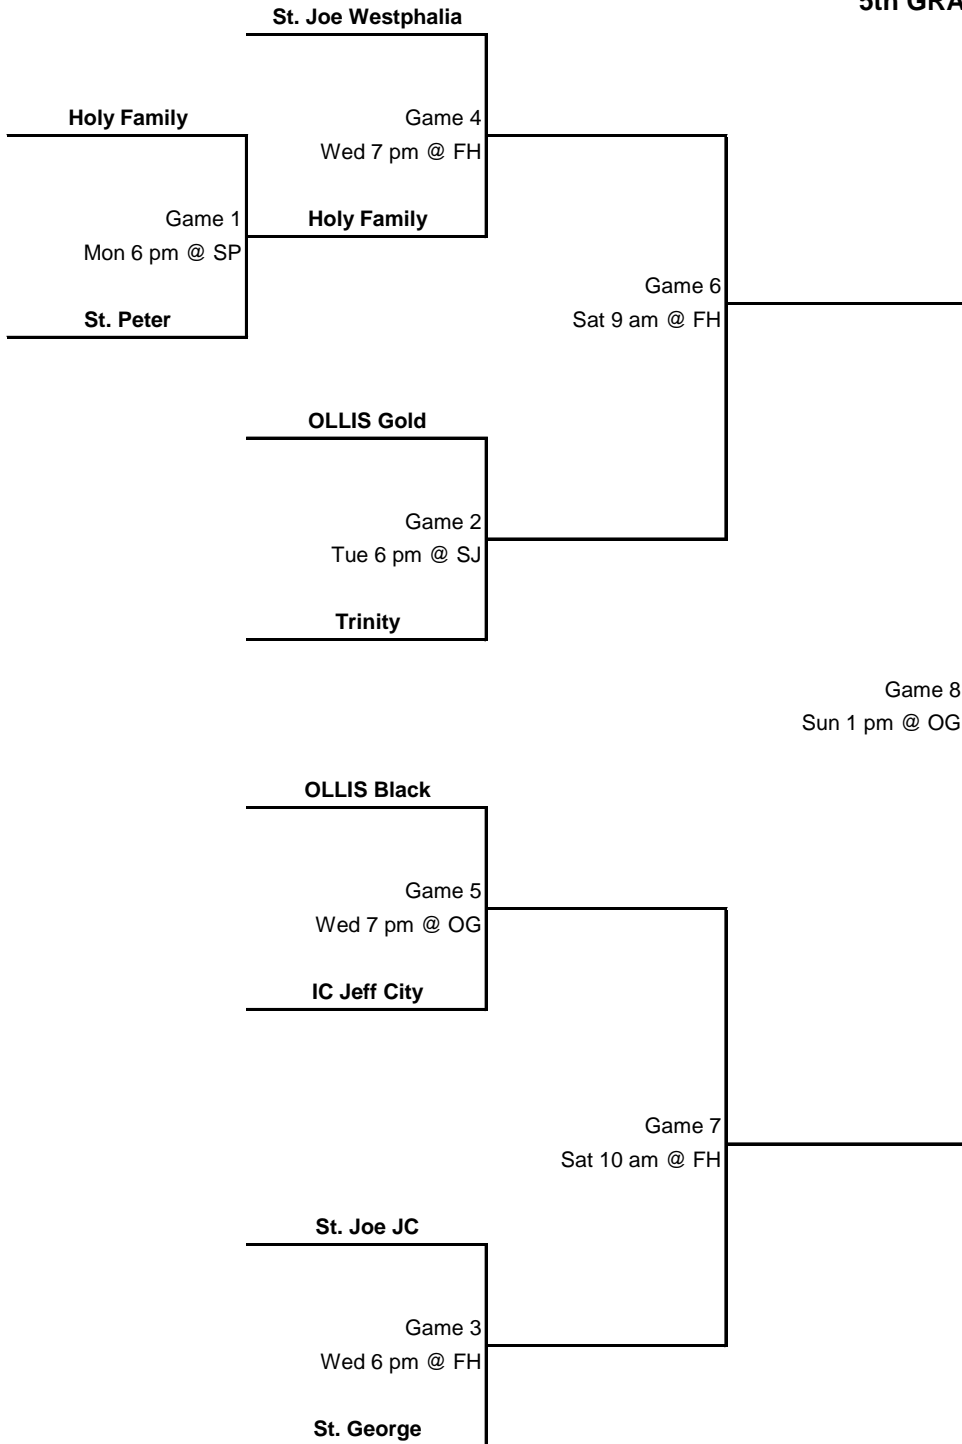 5th GRA
St. Joe Westphalia
Holy Family
Game 4
Wed 7 pm @ FH
Game 1
Holy Family
Mon 6 pm @ SP
Game 6
St. Peter
Sat 9 am @ FH
OLLIS Gold
Game 2
Tue 6 pm @ SJ
Trinity
Game 8
Sun 1 pm @ OG
OLLIS Black
Game 5
Wed 7 pm @ OG
IC Jeff City
Game 7
Sat 10 am @ FH
St. Joe JC
Game 3
Wed 6 pm @ FH
St. George